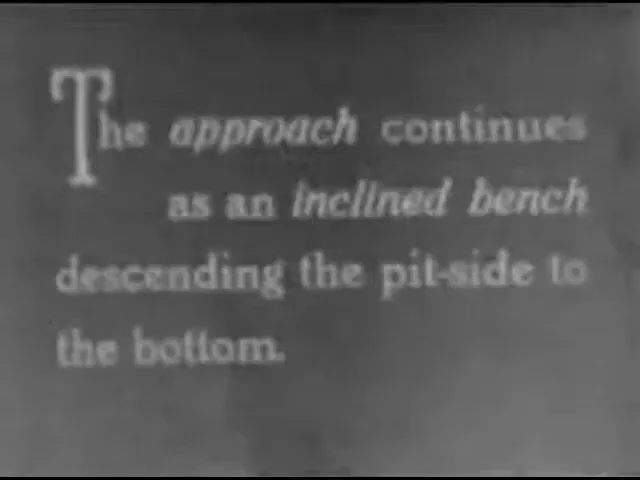 The approach continues
as an inclined bench
descending the pit-side to
the bottom.